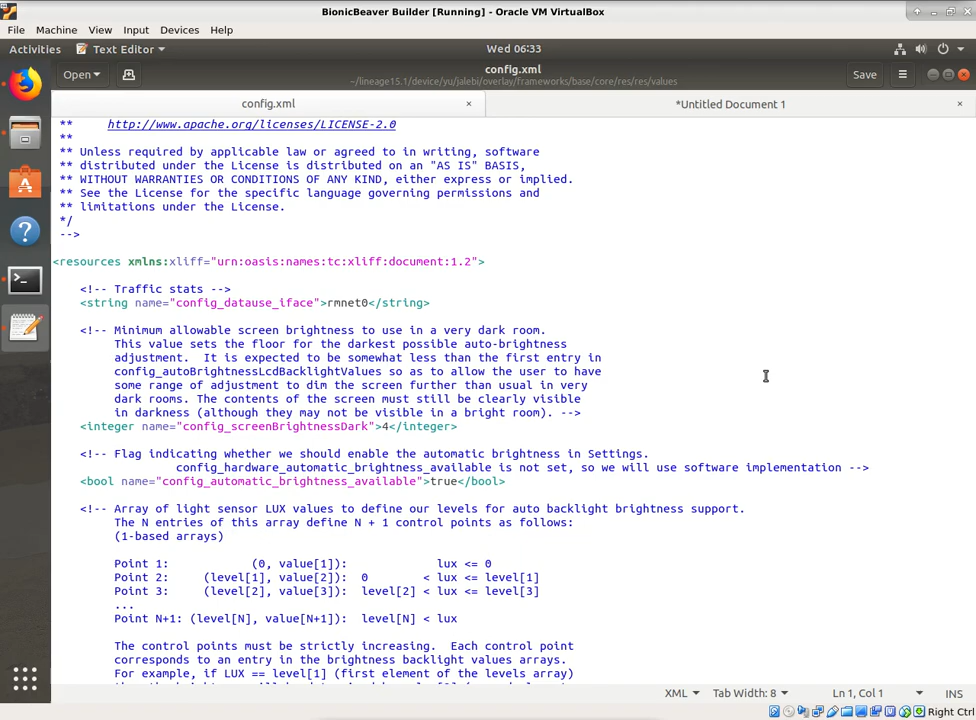 BionicBeaver Builder [Running] - Oracle VM VirtualBox
File Machine View Input Devices Help
Activities Text Editor Wed 06:33
Open config.xml Save
~/lineage15.1/device/yu/jalebi/overlay/frameworks/base/core/res/res/values
config.xml × *Untitled Document 1 ×
** http://www.apache.org/licenses/LICENSE-2.0
**
** Unless required by applicable law or agreed to in writing, software
** distributed under the License is distributed on an "AS IS" BASIS,
** WITHOUT WARRANTIES OR CONDITIONS OF ANY KIND, either express or implied.
** See the License for the specific language governing permissions and
** limitations under the License.
*/
-->
<resources xmlns:xliff="urn:oasis:names:tc:xliff:document:1.2">
<!-- Traffic stats -->
<string name="config_datause_iface">rmnet0</string>
<!-- Minimum allowable screen brightness to use in a very dark room.
This value sets the floor for the darkest possible auto-brightness
adjustment. It is expected to be somewhat less than the first entry in
config_autoBrightnessLcdBacklightValues so as to allow the user to have
some range of adjustment to dim the screen further than usual in very
dark rooms. The contents of the screen must still be clearly visible
in darkness (although they may not be visible in a bright room). -->
<integer name="config_screenBrightnessDark">4</integer>
<!-- Flag indicating whether we should enable the automatic brightness in Settings.
config_hardware_automatic_brightness_available is not set, so we will use software implementation -->
<bool name="config_automatic_brightness_available">true</bool>
<!-- Array of light sensor LUX values to define our levels for auto backlight brightness support.
The N entries of this array define N + 1 control points as follows:
(1-based arrays)
Point 1: (0, value[1]): lux <= 0
Point 2: (level[1], value[2]): 0 < lux <= level[1]
Point 3: (level[2], value[3]): level[2] < lux <= level[3]
...
Point N+1: (level[N], value[N+1]): level[N] < lux
The control points must be strictly increasing. Each control point
corresponds to an entry in the brightness backlight values arrays.
For example, if LUX == level[1] (first element of the levels array)
XML Tab Width: 8 Ln 1, Col 1 INS
Right Ctrl